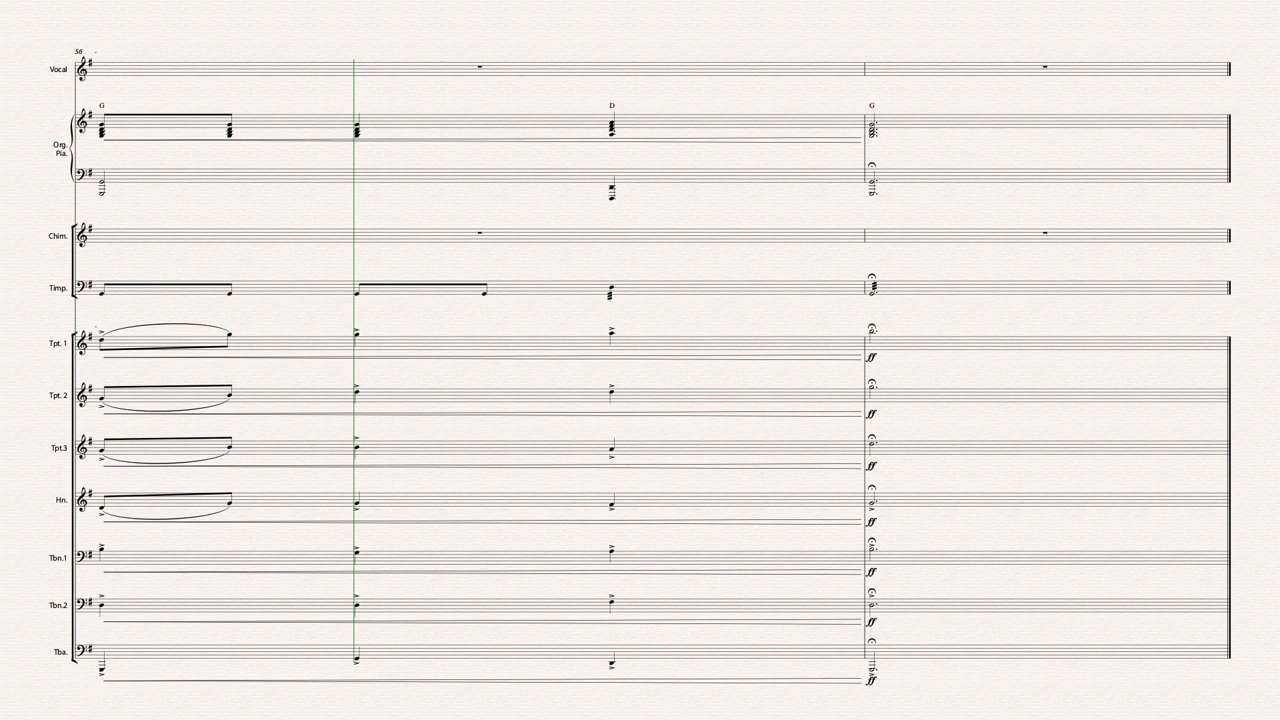 56
Vocal
G D G
Org.
Pia.
Chim.
Timp.
Tpt. 1
ff
Tpt. 2
ff
Tpt.3
ff
Hn.
ff
Tbn.1
ff
Tbn.2
ff
Tba.
ff